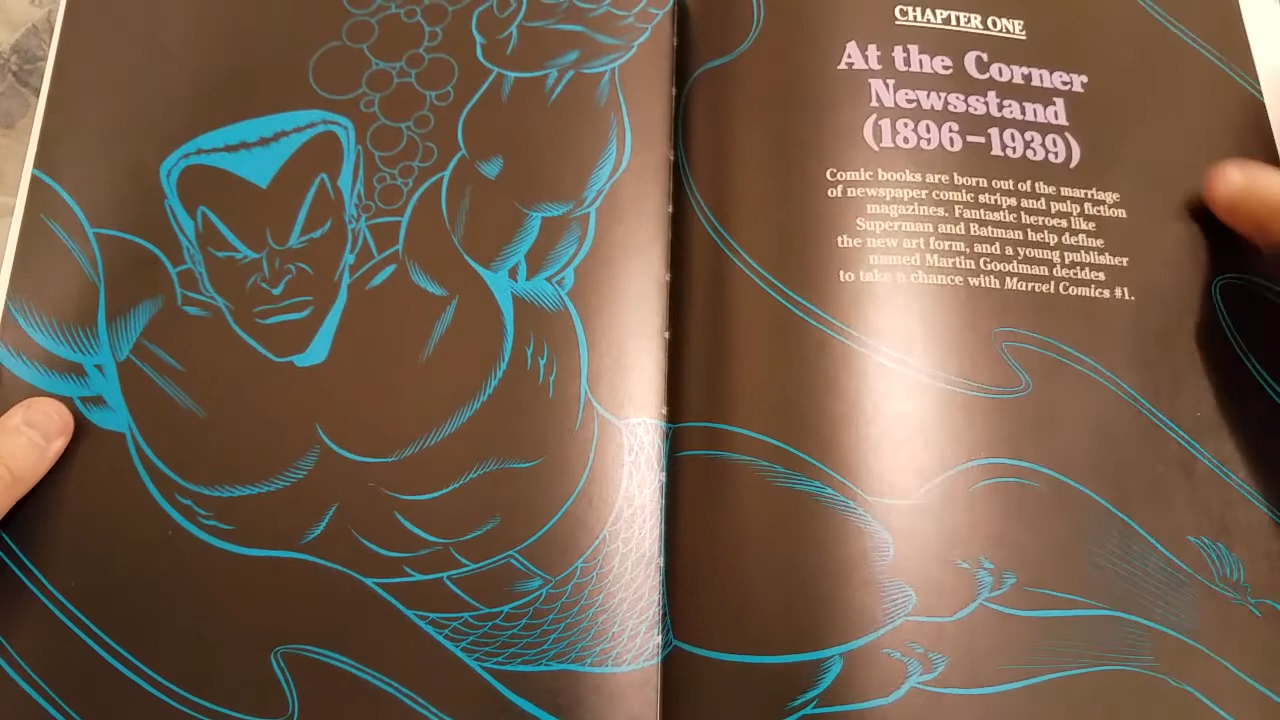 CHAPTER ONE
At the Corner
Newsstand
(1896–1939)
Comic books are born out of the marriage
of newspaper comic strips and pulp fiction
magazines. Fantastic heroes like
Superman and Batman help define
the new art form, and a young publisher
named Martin Goodman decides
to take a chance with Marvel Comics #1.